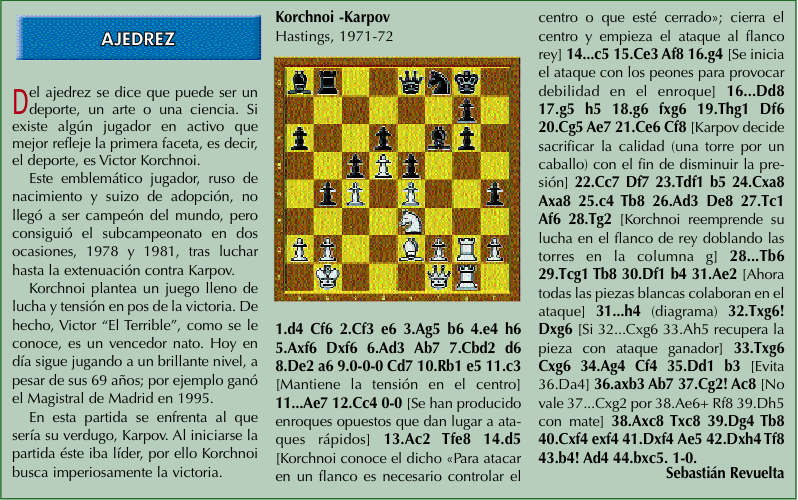 AJEDREZ
Del ajedrez se dice que puede ser un
deporte, un arte o una ciencia. Si
existe algún jugador en activo que
mejor refleje la primera faceta, es decir,
el deporte, es Victor Korchnoi.
Este emblemático jugador, ruso de
nacimiento y suizo de adopción, no
llegó a ser campeón del mundo, pero
consiguió el subcampeonato en dos
ocasiones, 1978 y 1981, tras luchar
hasta la extenuación contra Karpov.
Korchnoi plantea un juego lleno de
lucha y tensión en pos de la victoria. De
hecho, Victor “El Terrible”, como se le
conoce, es un vencedor nato. Hoy en
día sigue jugando a un brillante nivel, a
pesar de sus 69 años; por ejemplo ganó
el Magistral de Madrid en 1995.
En esta partida se enfrenta al que
sería su verdugo, Karpov. Al iniciarse la
partida éste iba líder, por ello Korchnoi
busca imperiosamente la victoria.
Korchnoi -Karpov
Hastings, 1971-72
1.d4 Cf6 2.Cf3 e6 3.Ag5 b6 4.e4 h6
5.Axf6 Dxf6 6.Ad3 Ab7 7.Cbd2 d6
8.De2 a6 9.0-0-0 Cd7 10.Rb1 e5 11.c3
[Mantiene la tensión en el centro]
11...Ae7 12.Cc4 0-0 [Se han producido
enroques opuestos que dan lugar a ata-
ques rápidos] 13.Ac2 Tfe8 14.d5
[Korchnoi conoce el dicho «Para atacar
en un flanco es necesario controlar el
centro o que esté cerrado»; cierra el
centro y empieza el ataque al flanco
rey] 14...c5 15.Ce3 Af8 16.g4 [Se inicia
el ataque con los peones para provocar
debilidad en el enroque] 16...Dd8
17.g5 h5 18.g6 fxg6 19.Thg1 Df6
20.Cg5 Ae7 21.Ce6 Cf8 [Karpov decide
sacrificar la calidad (una torre por un
caballo) con el fin de disminuir la pre-
sión] 22.Cc7 Df7 23.Tdf1 b5 24.Cxa8
Axa8 25.c4 Tb8 26.Ad3 De8 27.Tc1
Af6 28.Tg2 [Korchnoi reemprende su
lucha en el flanco de rey doblando las
torres en la columna g] 28...Tb6
29.Tcg1 Tb8 30.Df1 b4 31.Ae2 [Ahora
todas las piezas blancas colaboran en el
ataque] 31...h4 (diagrama) 32.Txg6!
Dxg6 [Si 32...Cxg6 33.Ah5 recupera la
pieza con ataque ganador] 33.Txg6
Cxg6 34.Ag4 Cf4 35.Dd1 b3 [Evita
36.Da4] 36.axb3 Ab7 37.Cg2! Ac8 [No
vale 37...Cxg2 por 38.Ae6+ Rf8 39.Dh5
con mate] 38.Axc8 Txc8 39.Dg4 Tb8
40.Cxf4 exf4 41.Dxf4 Ae5 42.Dxh4 Tf8
43.b4! Ad4 44.bxc5. 1-0.
Sebastián Revuelta